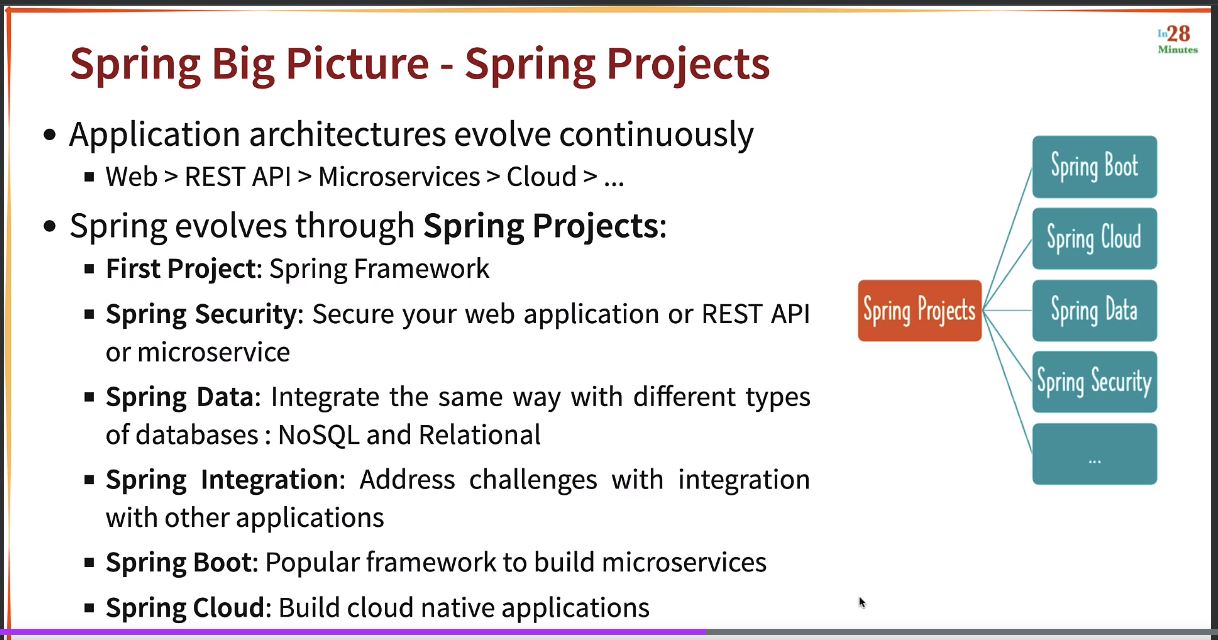 In28
Minutes
Spring Big Picture - Spring Projects
• Application architectures evolve continuously
▪ Web > REST API > Microservices > Cloud > ...
• Spring evolves through Spring Projects:
▪ First Project: Spring Framework
▪ Spring Security: Secure your web application or REST API
or microservice
▪ Spring Data: Integrate the same way with different types
of databases : NoSQL and Relational
▪ Spring Integration: Address challenges with integration
with other applications
▪ Spring Boot: Popular framework to build microservices
▪ Spring Cloud: Build cloud native applications
Spring Projects
Spring Boot
Spring Cloud
Spring Data
Spring Security
...